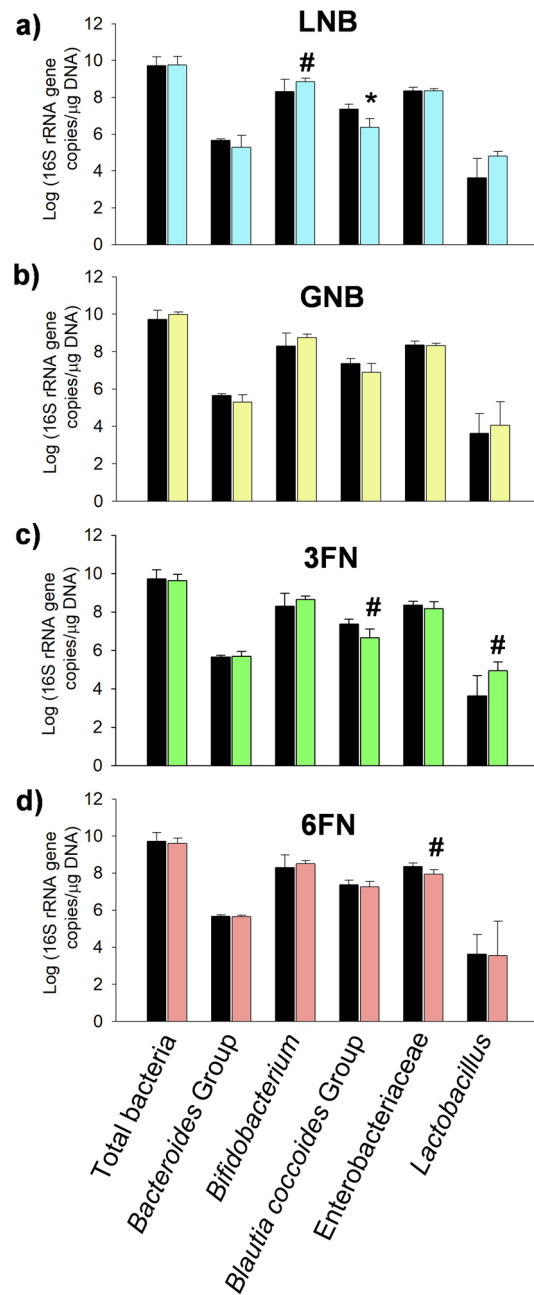 a)
LNB
Log (16S rRNA gene
copies/µg DNA)
12
10
8
6
4
2
0
#
*
b)
GNB
Log (16S rRNA gene
copies/µg DNA)
12
10
8
6
4
2
0
c)
3FN
Log (16S rRNA gene
copies/µg DNA)
12
10
8
6
4
2
0
#
#
d)
6FN
Log (16S rRNA gene
copies/µg DNA)
12
10
8
6
4
2
0
#
Total bacteria
Bacteroides Group
Bifidobacterium
Blautia coccoides Group
Enterobacteriaceae
Lactobacillus